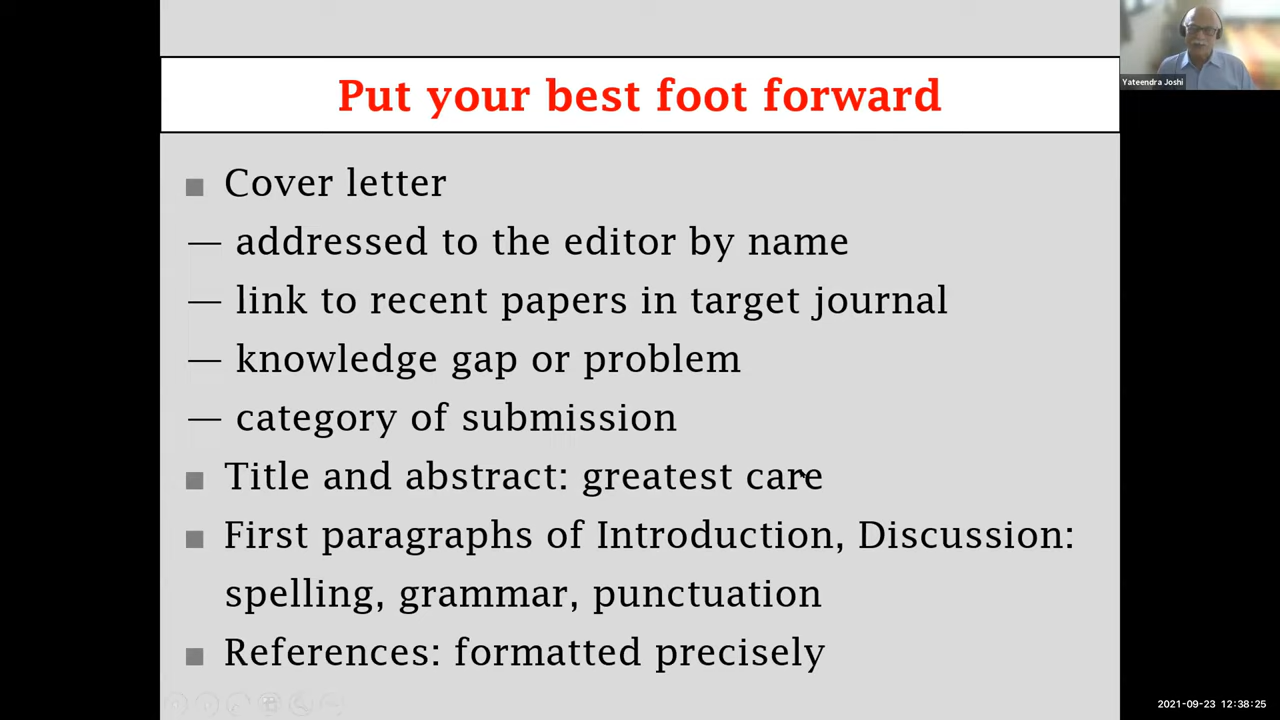 Put your best foot forward
Yateendra Joshi
■ Cover letter
— addressed to the editor by name
— link to recent papers in target journal
— knowledge gap or problem
— category of submission
■ Title and abstract: greatest care
■ First paragraphs of Introduction, Discussion:
spelling, grammar, punctuation
■ References: formatted precisely
2021-09-23 12:38:25